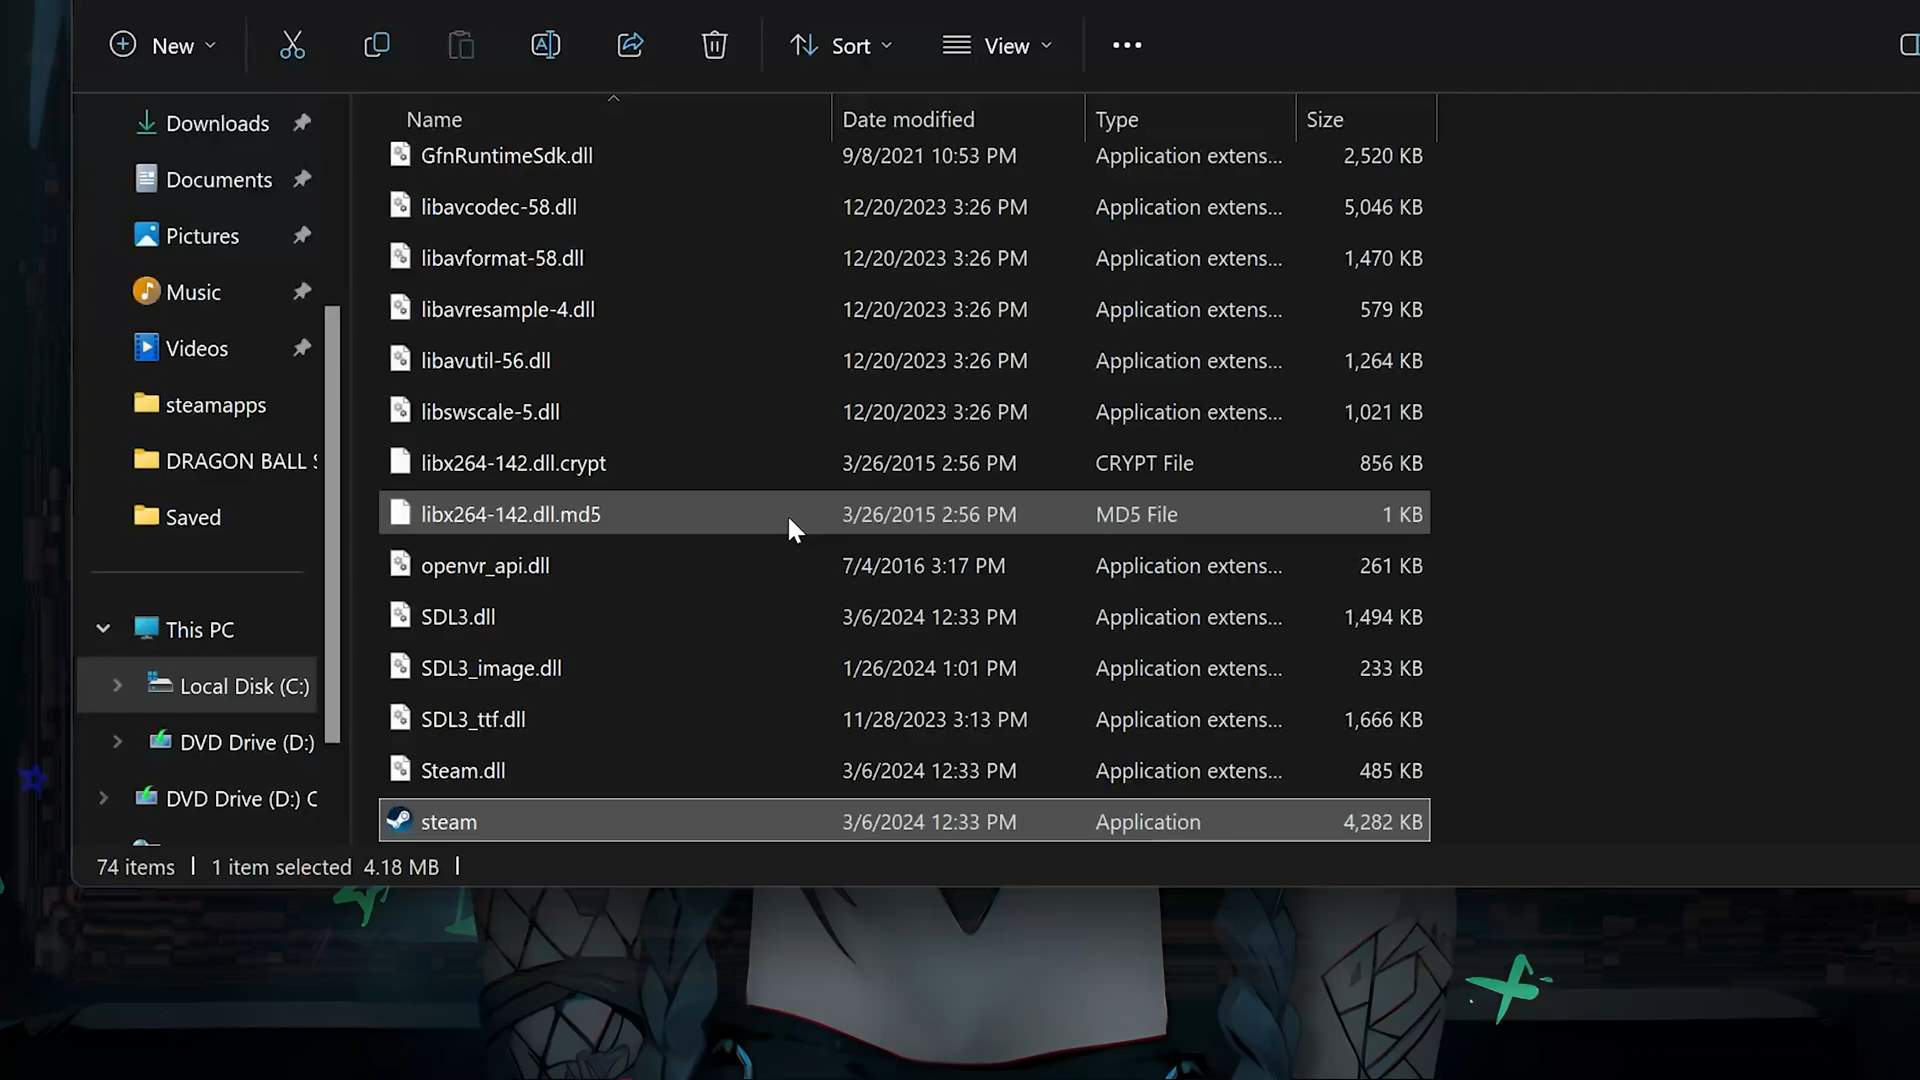 New
Sort
View
Name
Date modified
Type
Size
Downloads
Documents
Pictures
Music
Videos
steamapps
DRAGON BALL S
Saved
This PC
Local Disk (C:)
DVD Drive (D:)
DVD Drive (D:) C
GfnRuntimeSdk.dll 9/8/2021 10:53 PM Application extens... 2,520 KB
libavcodec-58.dll 12/20/2023 3:26 PM Application extens... 5,046 KB
libavformat-58.dll 12/20/2023 3:26 PM Application extens... 1,470 KB
libavresample-4.dll 12/20/2023 3:26 PM Application extens... 579 KB
libavutil-56.dll 12/20/2023 3:26 PM Application extens... 1,264 KB
libswscale-5.dll 12/20/2023 3:26 PM Application extens... 1,021 KB
libx264-142.dll.crypt 3/26/2015 2:56 PM CRYPT File 856 KB
libx264-142.dll.md5 3/26/2015 2:56 PM MD5 File 1 KB
openvr_api.dll 7/4/2016 3:17 PM Application extens... 261 KB
SDL3.dll 3/6/2024 12:33 PM Application extens... 1,494 KB
SDL3_image.dll 1/26/2024 1:01 PM Application extens... 233 KB
SDL3_ttf.dll 11/28/2023 3:13 PM Application extens... 1,666 KB
Steam.dll 3/6/2024 12:33 PM Application extens... 485 KB
steam 3/6/2024 12:33 PM Application 4,282 KB
74 items 1 item selected 4.18 MB